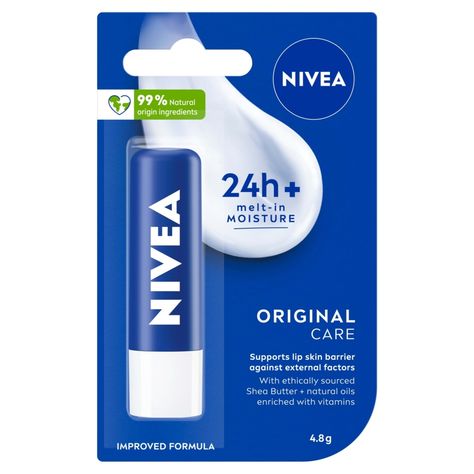 NIVEA
99% Natural
origin ingredients
24h+
melt-in
MOISTURE
NIVEA
ORIGINAL
CARE
Supports lip skin barrier
against external factors
With ethically sourced
Shea Butter + natural oils
enriched with vitamins
IMPROVED FORMULA
4.8g